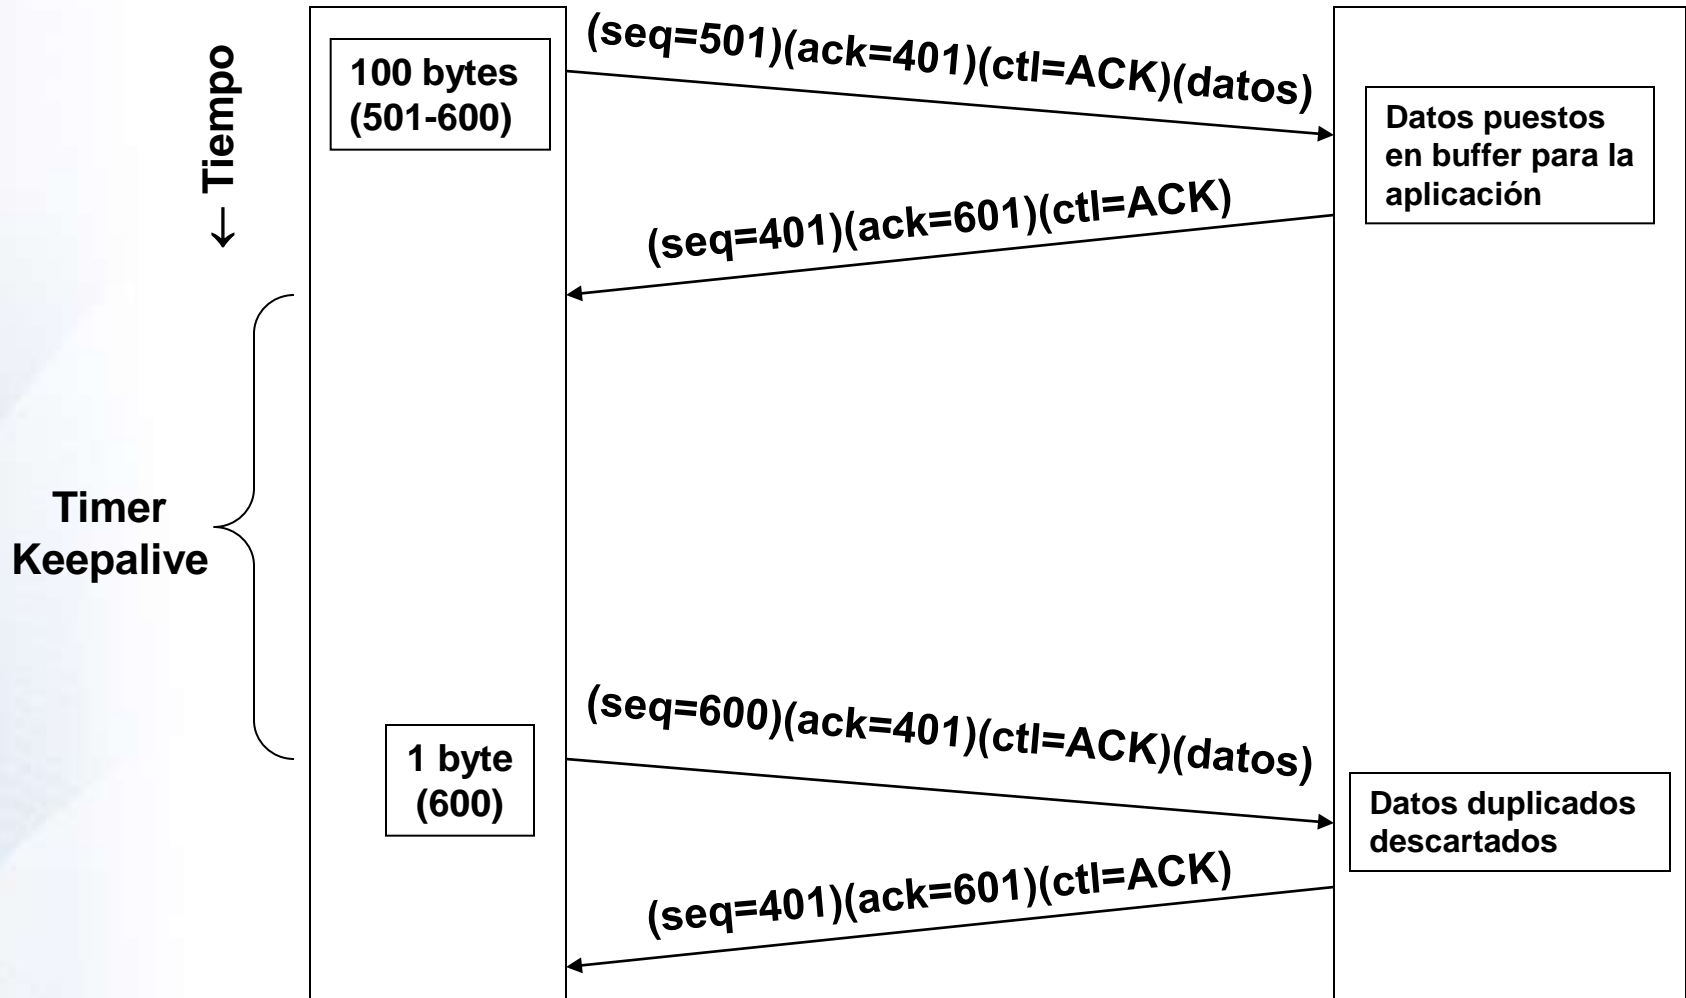 ← Tiempo
100 bytes
(501-600)
(seq=501)(ack=401)(ctl=ACK)(datos)
Datos puestos
en buffer para la
aplicación
(seq=401)(ack=601)(ctl=ACK)
Timer
Keepalive
(seq=600)(ack=401)(ctl=ACK)(datos)
1 byte
(600)
Datos duplicados
descartados
(seq=401)(ack=601)(ctl=ACK)